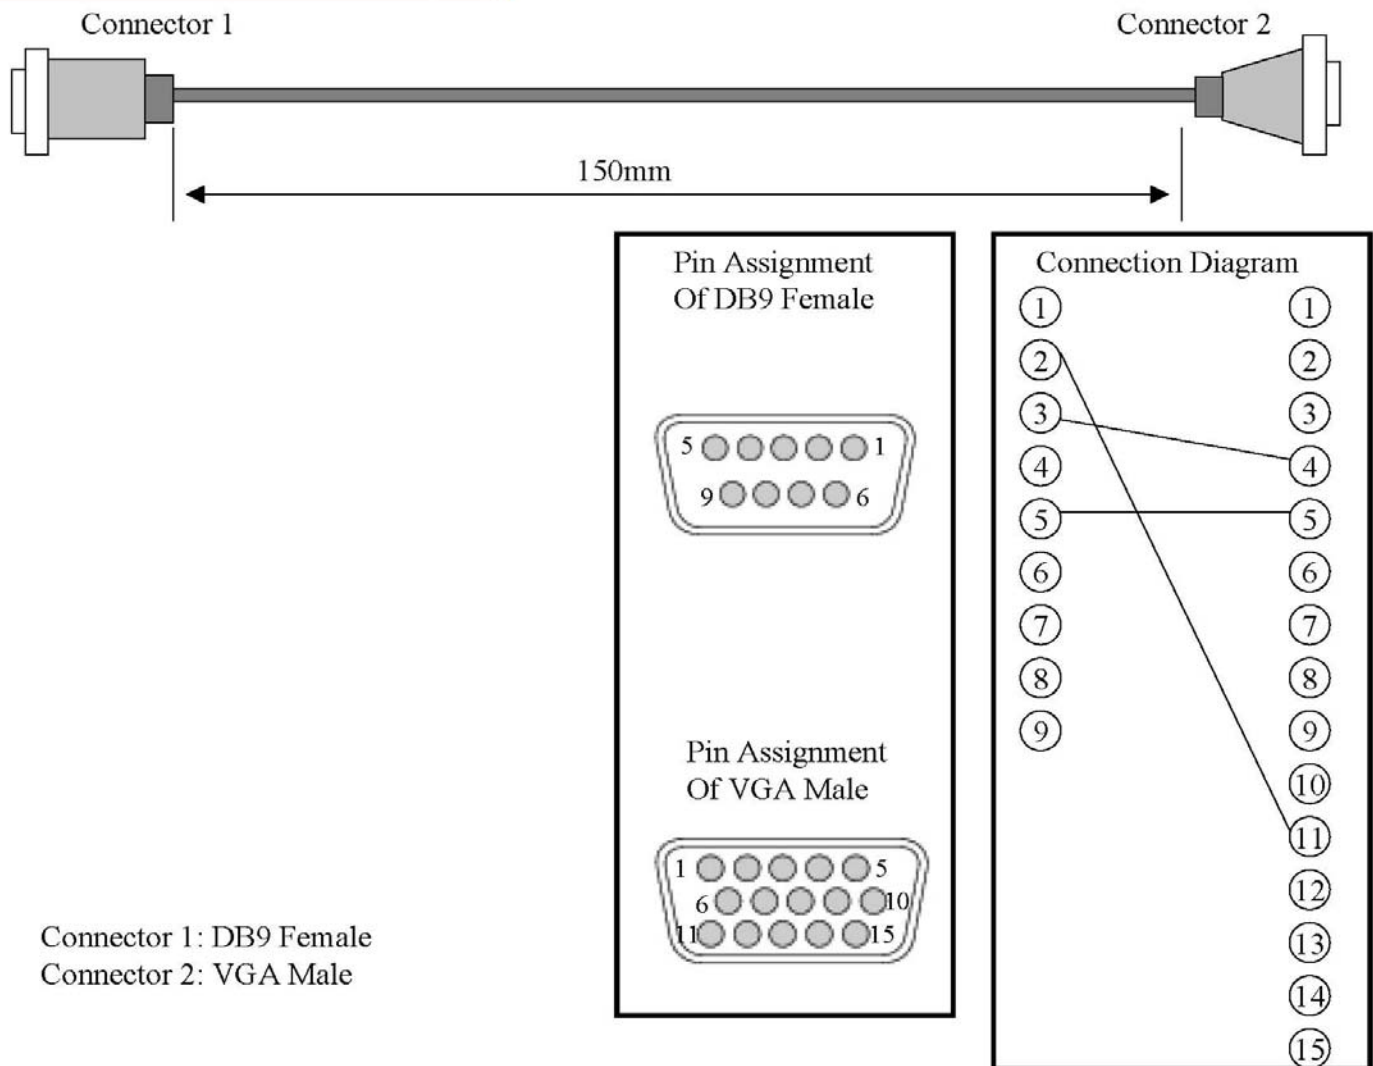 Connector 1
Connector 2
150mm
Pin Assignment
Of DB9 Female
5 1
9 6
Pin Assignment
Of VGA Male
1 5
6 10
11 15
Connection Diagram
1 1
2 2
3 3
4 4
5 5
6 6
7 7
8 8
9 9
10
11
12
13
14
15
Connector 1: DB9 Female
Connector 2: VGA Male